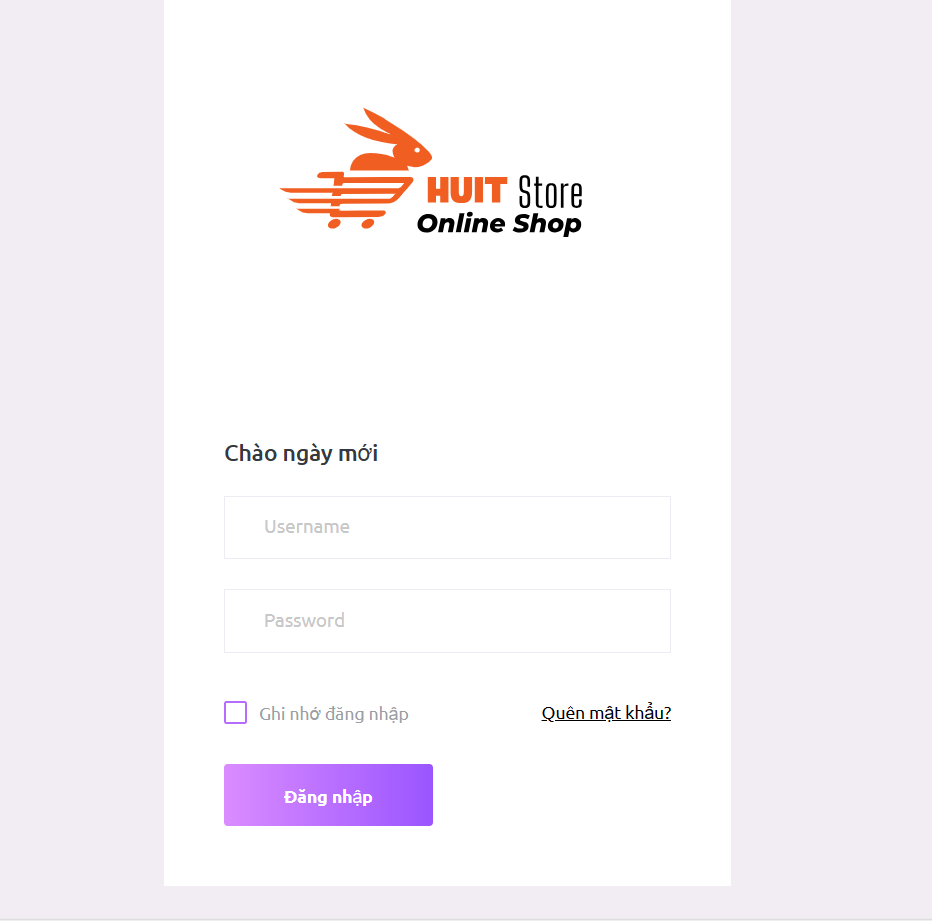 HUIT Store
Online Shop
Chào ngày mới
Username
Password
Ghi nhớ đăng nhập
Quên mật khẩu?
Đăng nhập